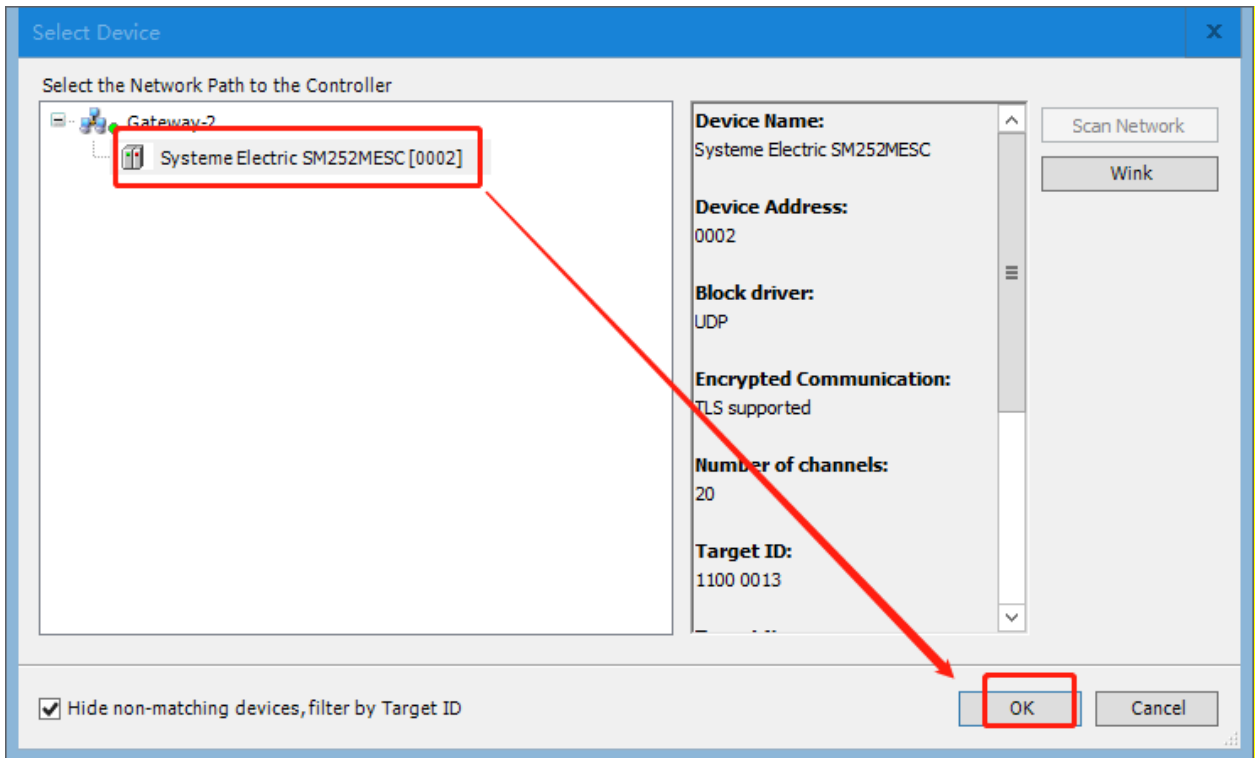 Select Device
Select the Network Path to the Controller
Gateway-2
Systeme Electric SM252MESC [0002]
Device Name:
Systeme Electric SM252MESC
Device Address:
0002
Block driver:
UDP
Encrypted Communication:
TLS supported
Number of channels:
20
Target ID:
1100 0013
Scan Network
Wink
Hide non-matching devices, filter by Target ID
OK
Cancel